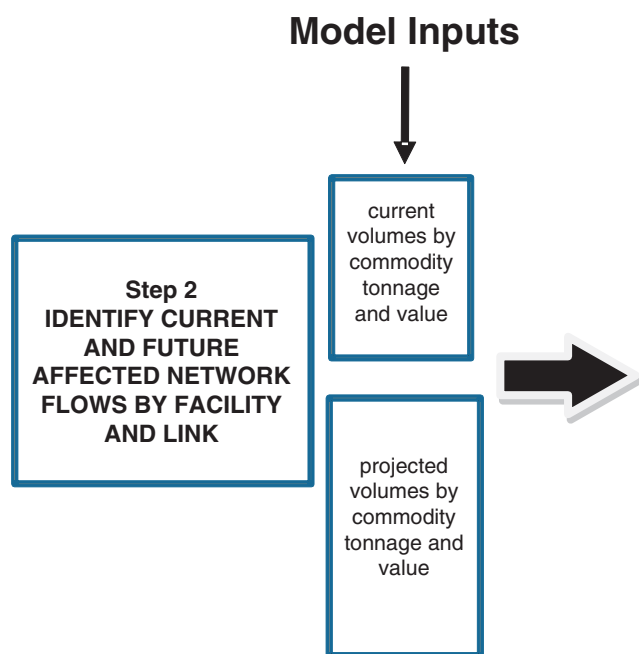 Model Inputs
current
volumes by
commodity
tonnage
and value
Step 2
IDENTIFY CURRENT
AND FUTURE
AFFECTED NETWORK
FLOWS BY FACILITY
AND LINK
projected
volumes by
commodity
tonnage and
value